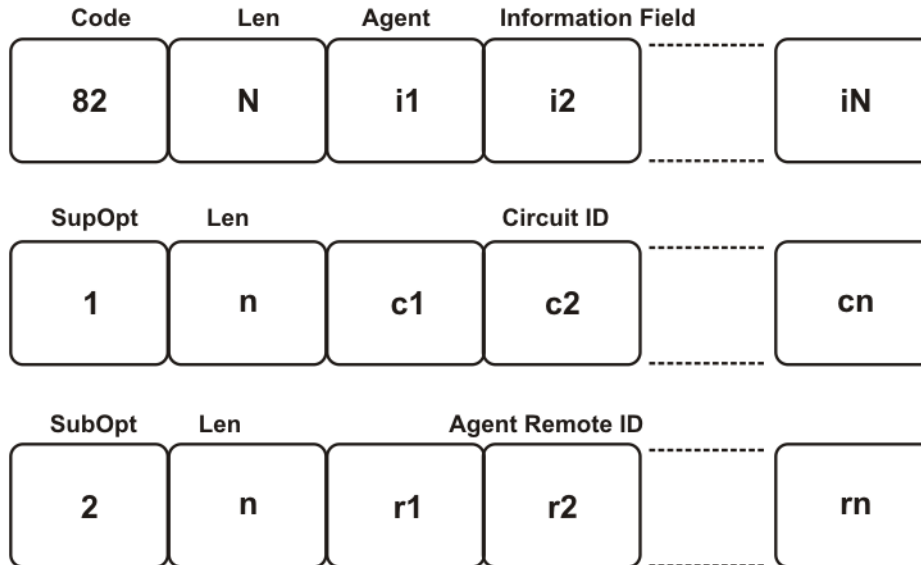 Code Len Agent Information Field
82 N i1 i2 iN
SupOpt Len Circuit ID
1 n c1 c2 cn
SubOpt Len Agent Remote ID
2 n r1 r2 rn